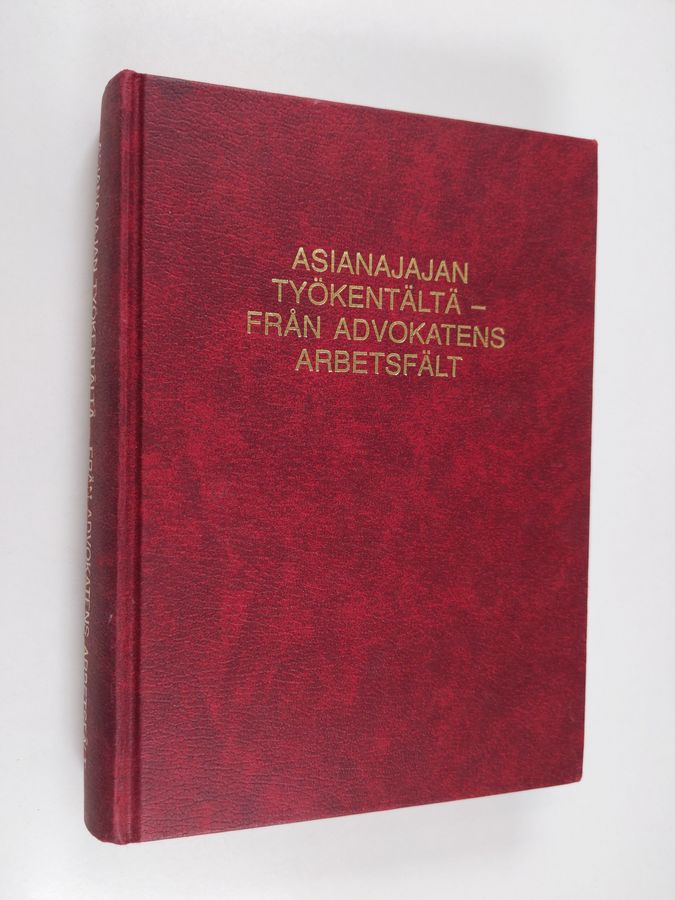 ASIANAJAJAN
TYÖKENTÄLTÄ –
FRÅN ADVOKATENS
ARBETSFÄLT
ASIANAJAJAN TYÖKENTÄLTÄ – FRÅN ADVOKATENS ARBETSFÄLT